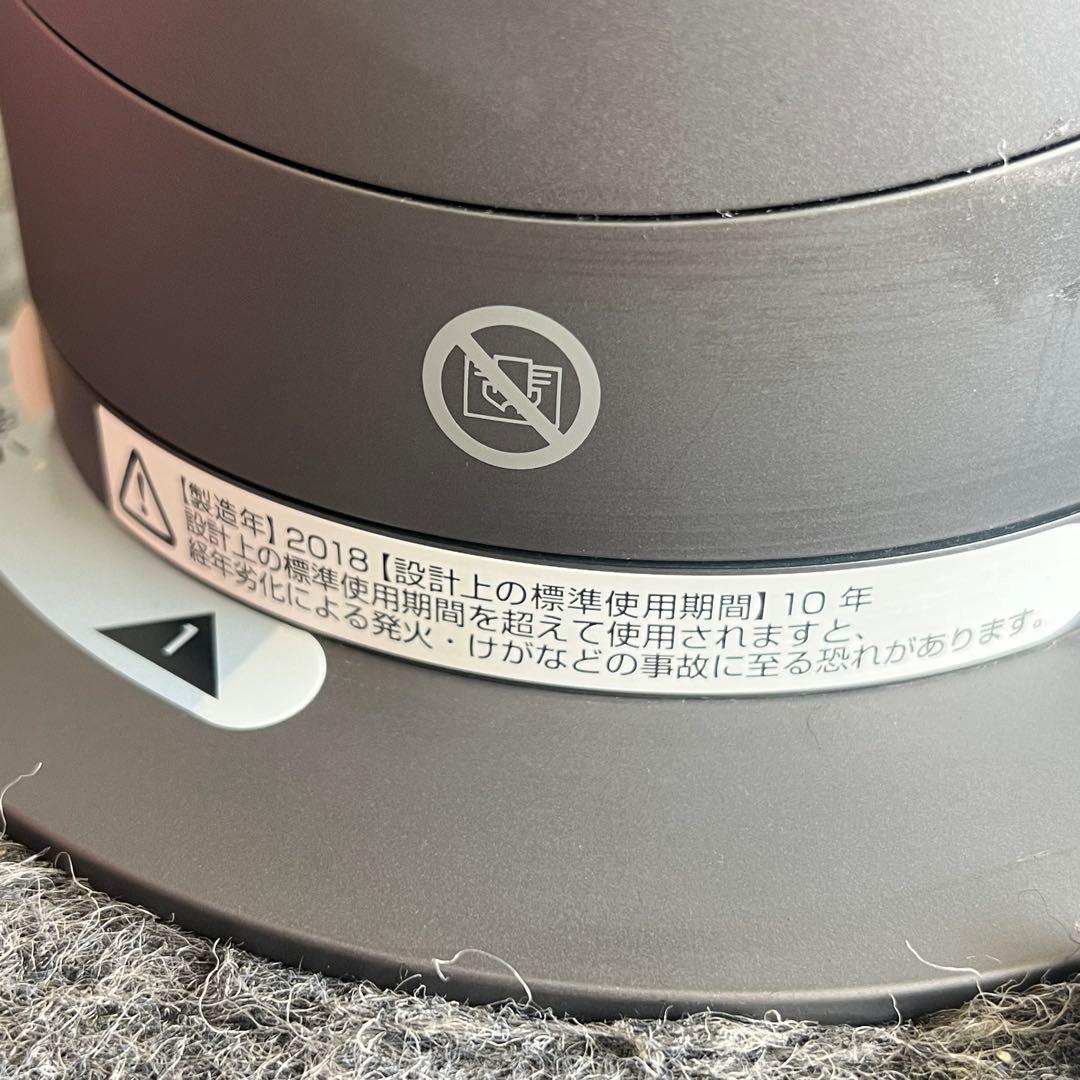 【製造年】2018【設計上の標準使用期間】10 年
設計上の標準使用期間を超えて使用されますと、
経年劣化による発火・けがなどの事故に至る恐れがあります。
1